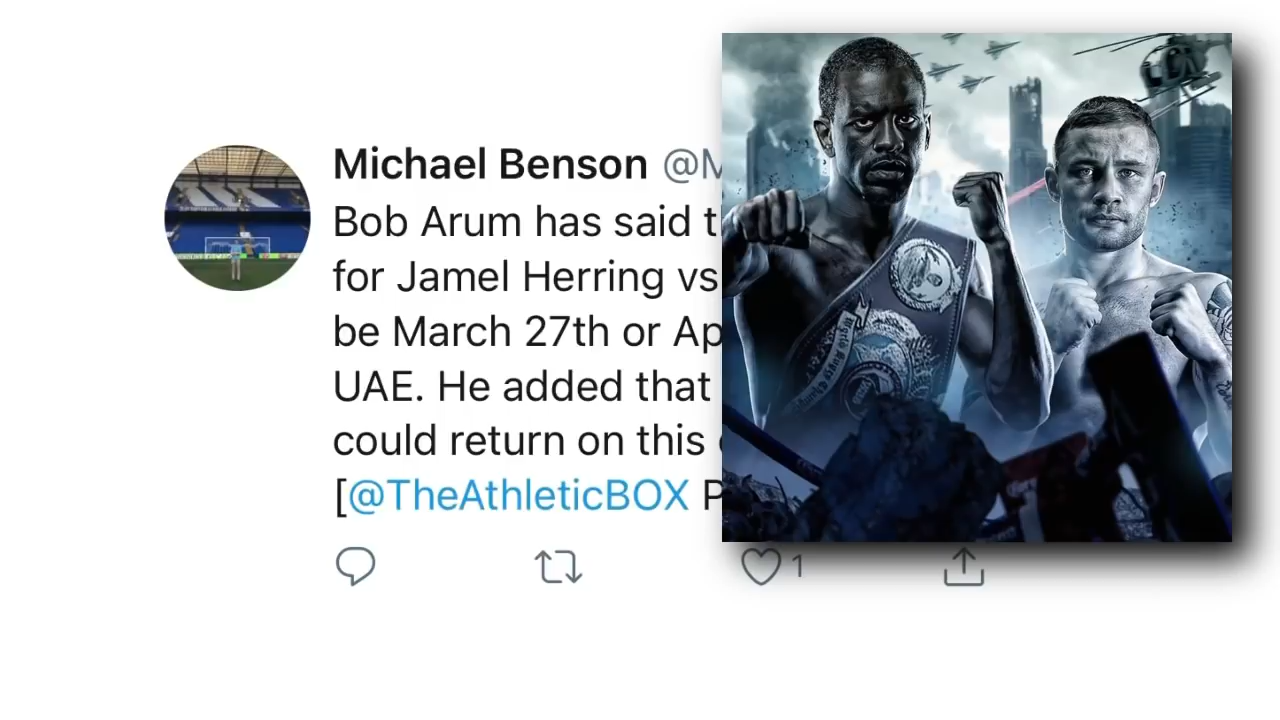 Michael Benson @M
Bob Arum has said t
for Jamel Herring vs
be March 27th or Ap
UAE. He added that
could return on this
[@TheAthleticBOX P
1